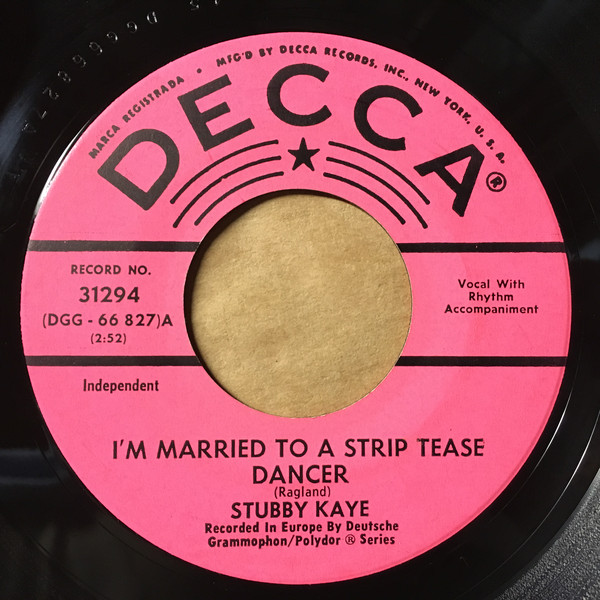 MARCA REGISTRADA • MFG'D BY DECCA RECORDS, INC., NEW YORK, U. S. A.
DECCA®
RECORD NO.
31294
(DGG - 66 827)A
(2:52)
Vocal With
Rhythm
Accompaniment
Independent
I'M MARRIED TO A STRIP TEASE
DANCER
(Ragland)
STUBBY KAYE
Recorded In Europe By Deutsche
Grammophon/Polydor ® Series